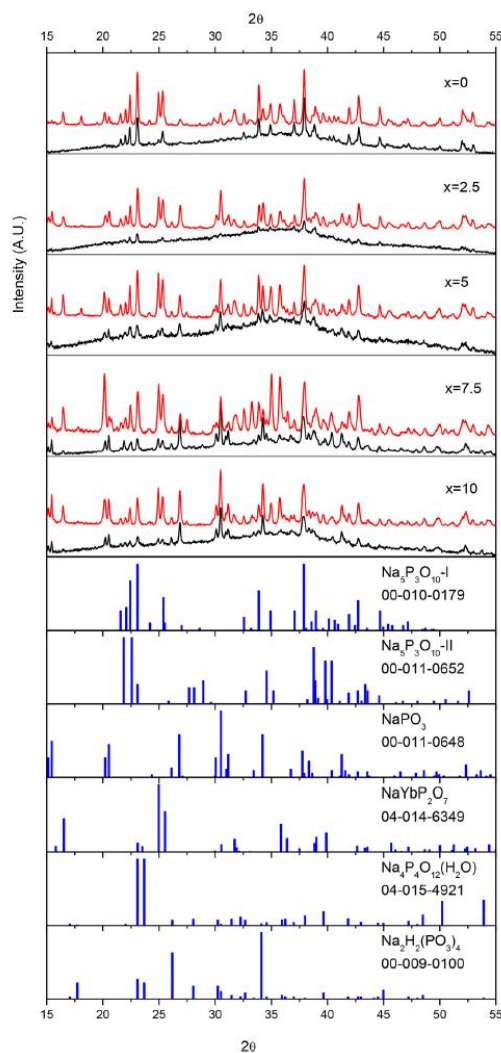 2θ
15 20 25 30 35 40 45 50 55
x=0
x=2.5
x=5
x=7.5
x=10
Intensity (A.U.)
Na₅P₃O₁₀-I
00-010-0179
Na₅P₃O₁₀-II
00-011-0652
NaPO₃
00-011-0648
NaYbP₂O₇
04-014-6349
Na₄P₄O₁₂(H₂O)
04-015-4921
Na₂H₂(PO₃)₄
00-009-0100
15 20 25 30 35 40 45 50 55
2θ